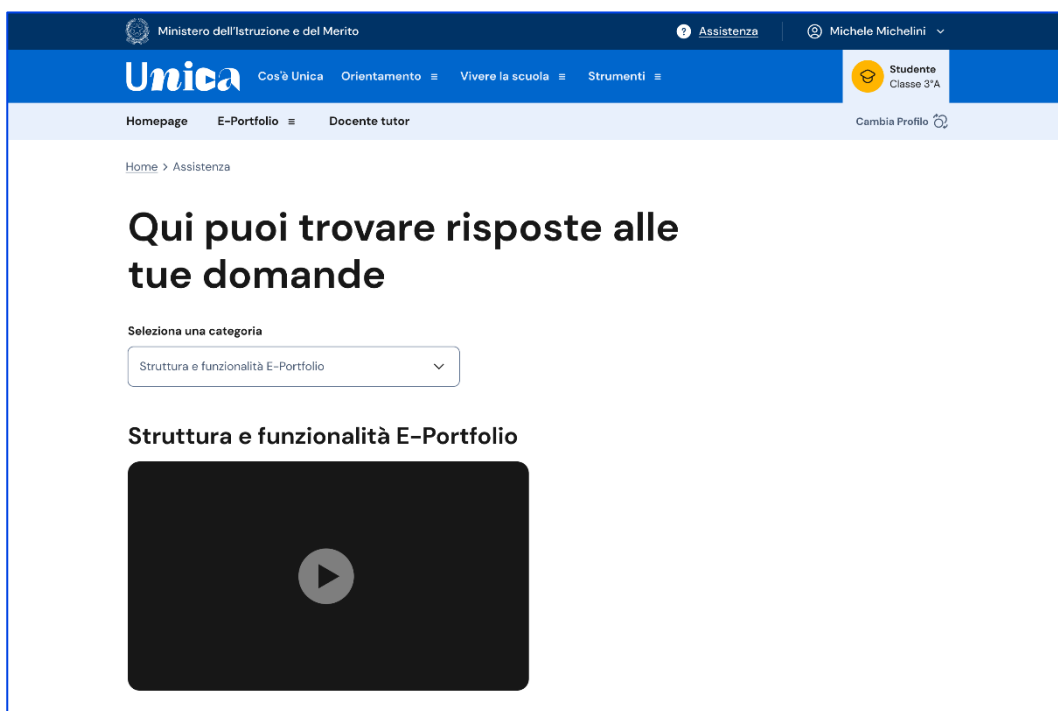 Ministero dell'Istruzione e del Merito
? Assistenza
Michele Michelini
Unica
Cos'è Unica Orientamento Vivere la scuola Strumenti
Studente
Classe 3°A
Homepage E-Portfolio Docente tutor
Cambia Profilo
Home > Assistenza
Qui puoi trovare risposte alle
tue domande
Seleziona una categoria
Struttura e funzionalità E-Portfolio
Struttura e funzionalità E-Portfolio